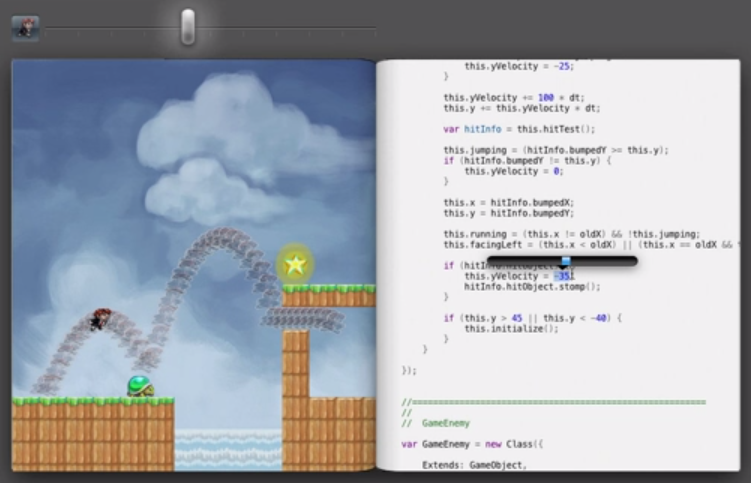 this.yVelocity = -25;
}
this.yVelocity += 100 * dt;
this.y += this.yVelocity * dt;
var hitInfo = this.hitTest();
this.jumping = (hitInfo.bumpedY >= this.y);
if (hitInfo.bumpedY != this.y) {
this.yVelocity = 0;
}
this.x = hitInfo.bumpedX;
this.y = hitInfo.bumpedY;
this.running = (this.x != oldX) && !this.jumping;
this.facingLeft = (this.x < oldX) || (this.x == oldX &&
if
this.yVelocity = -35;
hitInfo.hitObject.stomp();
}
if (this.y > 45 || this.y < -40) {
this.initialize();
}
}
});
//=======================================================
//
// GameEnemy
var GameEnemy = new Class({
Extends: GameObject,